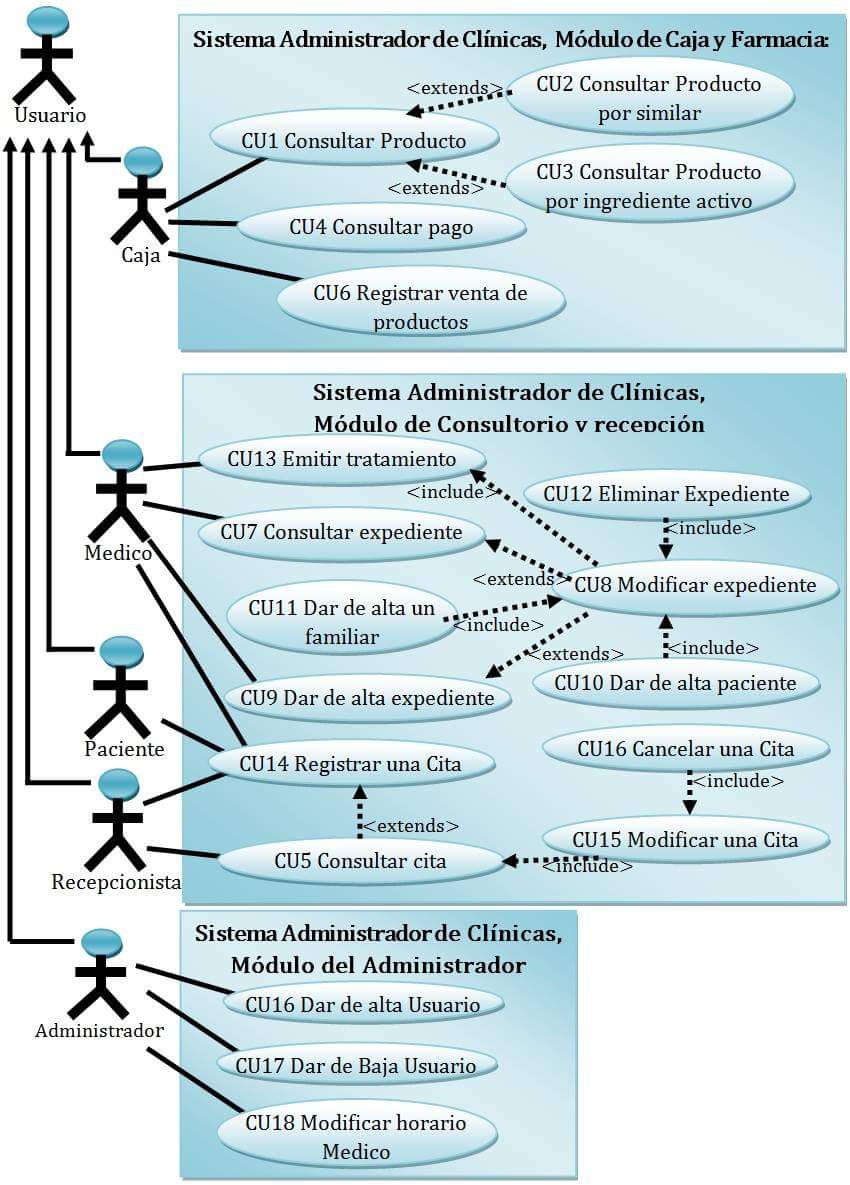 Usuario
Sistema Administrador de Clínicas, Módulo de Caja y Farmacia:
<extends>
CU2 Consultar Producto
por similar
CU1 Consultar Producto
<extends>
CU3 Consultar Producto
por ingrediente activo
Caja
CU4 Consultar pago
CU6 Registrar venta de
productos
Sistema Administrador de Clínicas,
Módulo de Consultorio y recepción
CU13 Emitir tratamiento
<include>
CU12 Eliminar Expediente
<include>
Medico
CU7 Consultar expediente
<extends>
CU8 Modificar expediente
CU11 Dar de alta un
familiar
<include>
<extends>
<include>
CU9 Dar de alta expediente
CU10 Dar de alta paciente
Paciente
CU14 Registrar una Cita
CU16 Cancelar una Cita
<include>
<extends>
CU15 Modificar una Cita
Recepcionista
CU5 Consultar cita
<include>
Sistema Administrador de Clínicas,
Módulo del Administrador
Administrador
CU16 Dar de alta Usuario
CU17 Dar de Baja Usuario
CU18 Modificar horario
Medico